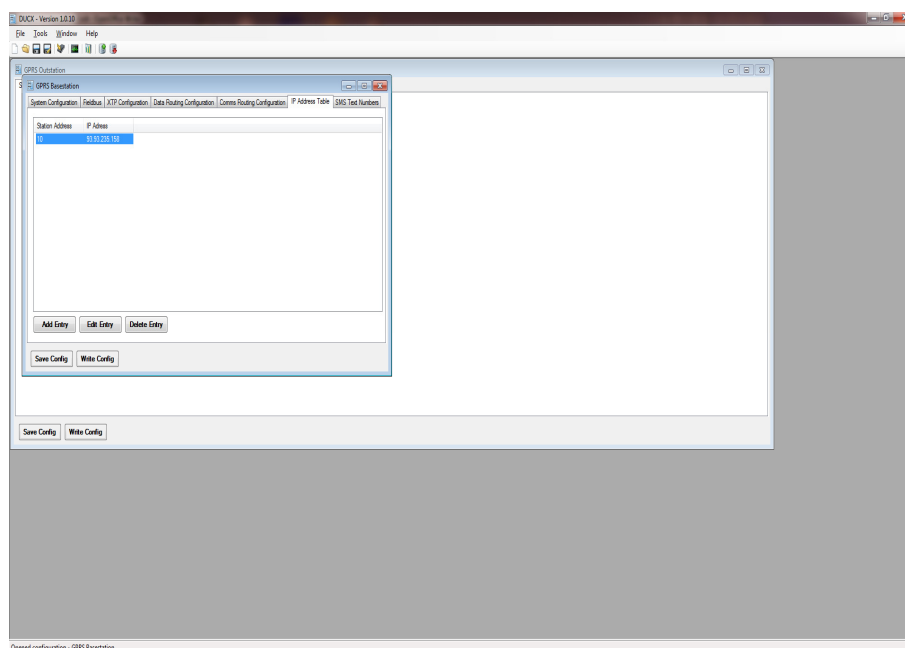 DUCX - Version 1.0.10
File Tools Window Help
GPRS Outstation
S
GPRS Basestation
System Configuration Fieldbus XTP Configuration Data Routing Configuration Comms Routing Configuration IP Address Table SMS Text Numbers
Station Address IP Adress
10 93.93.235.158
Add Entry Edit Entry Delete Entry
Save Config Write Config
Save Config Write Config
Opened configuration - GPRS Basestation